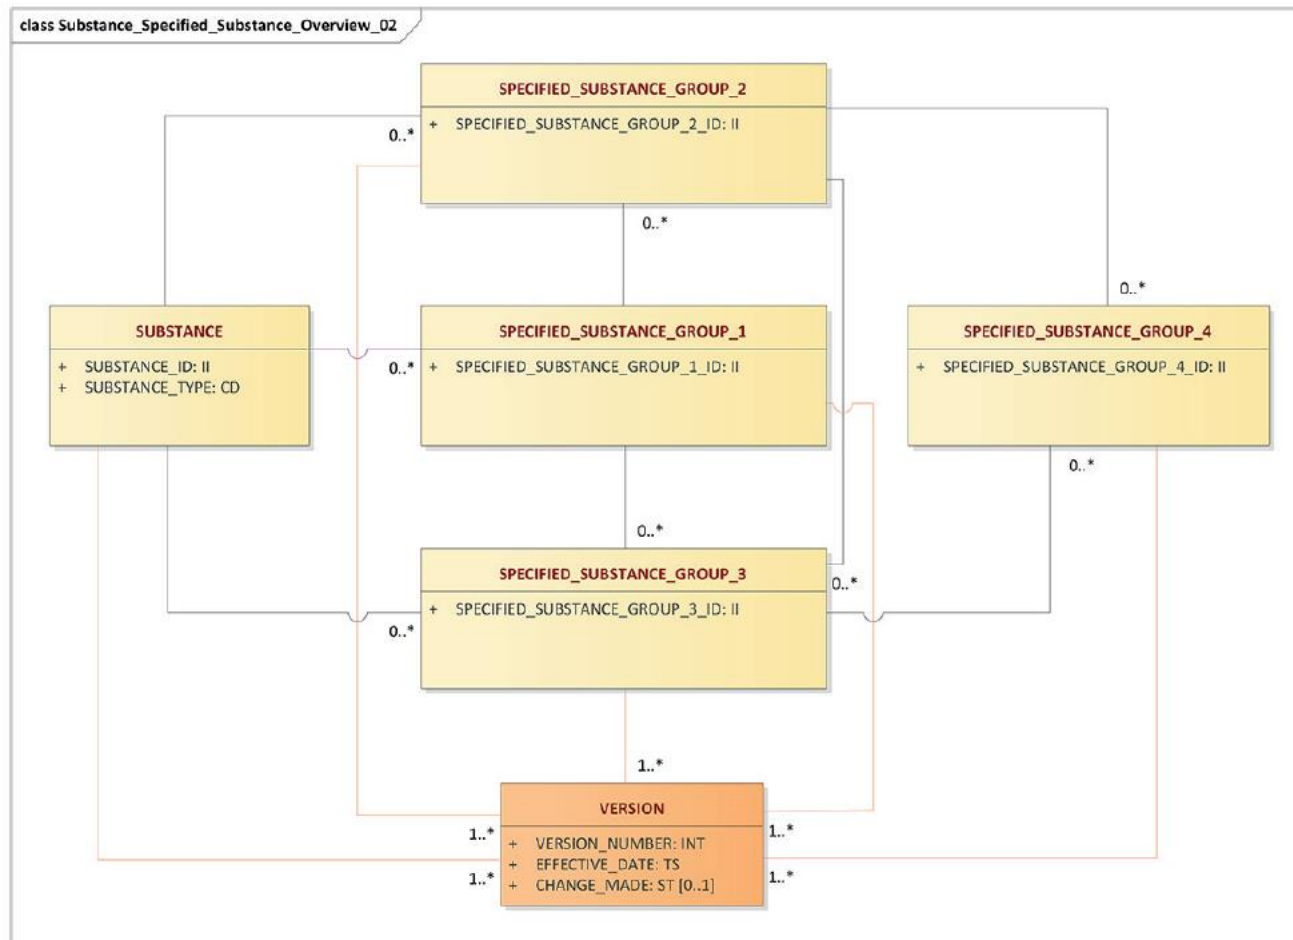 class Substance_Specified_Substance_Overview_02
SPECIFIED_SUBSTANCE_GROUP_2
+ SPECIFIED_SUBSTANCE_GROUP_2_ID: II
0..*
0..*
0..*
SUBSTANCE
+ SUBSTANCE_ID: II
+ SUBSTANCE_TYPE: CD
0..*
SPECIFIED_SUBSTANCE_GROUP_1
+ SPECIFIED_SUBSTANCE_GROUP_1_ID: II
SPECIFIED_SUBSTANCE_GROUP_4
+ SPECIFIED_SUBSTANCE_GROUP_4_ID: II
0..*
0..*
SPECIFIED_SUBSTANCE_GROUP_3
+ SPECIFIED_SUBSTANCE_GROUP_3_ID: II
0..*
0..*
1..*
VERSION
+ VERSION_NUMBER: INT
+ EFFECTIVE_DATE: TS
+ CHANGE_MADE: ST [0..1]
1..*
1..*
1..*
1..*